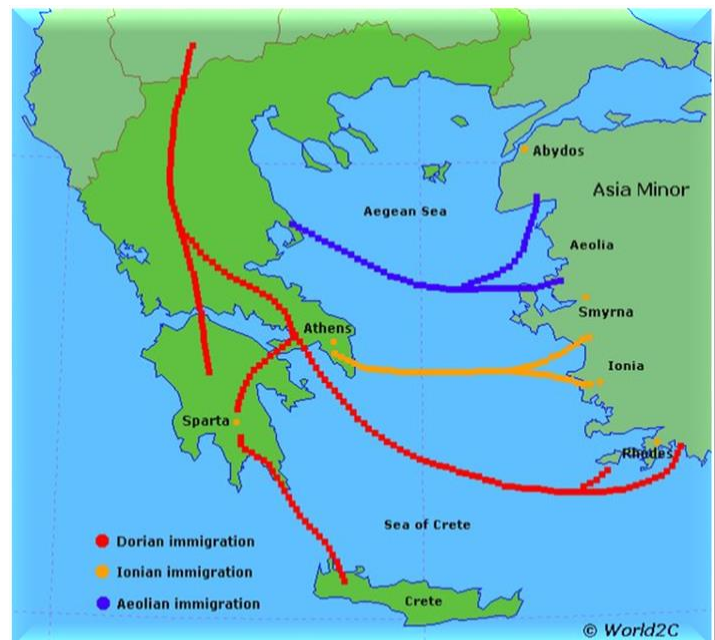 Abydos
Asia Minor
Aegean Sea
Aeolia
Smyrna
Athens
Ionia
Sparta
Rhodes
Sea of Crete
Dorian immigration
Ionian immigration
Aeolian immigration
Crete
© World2C